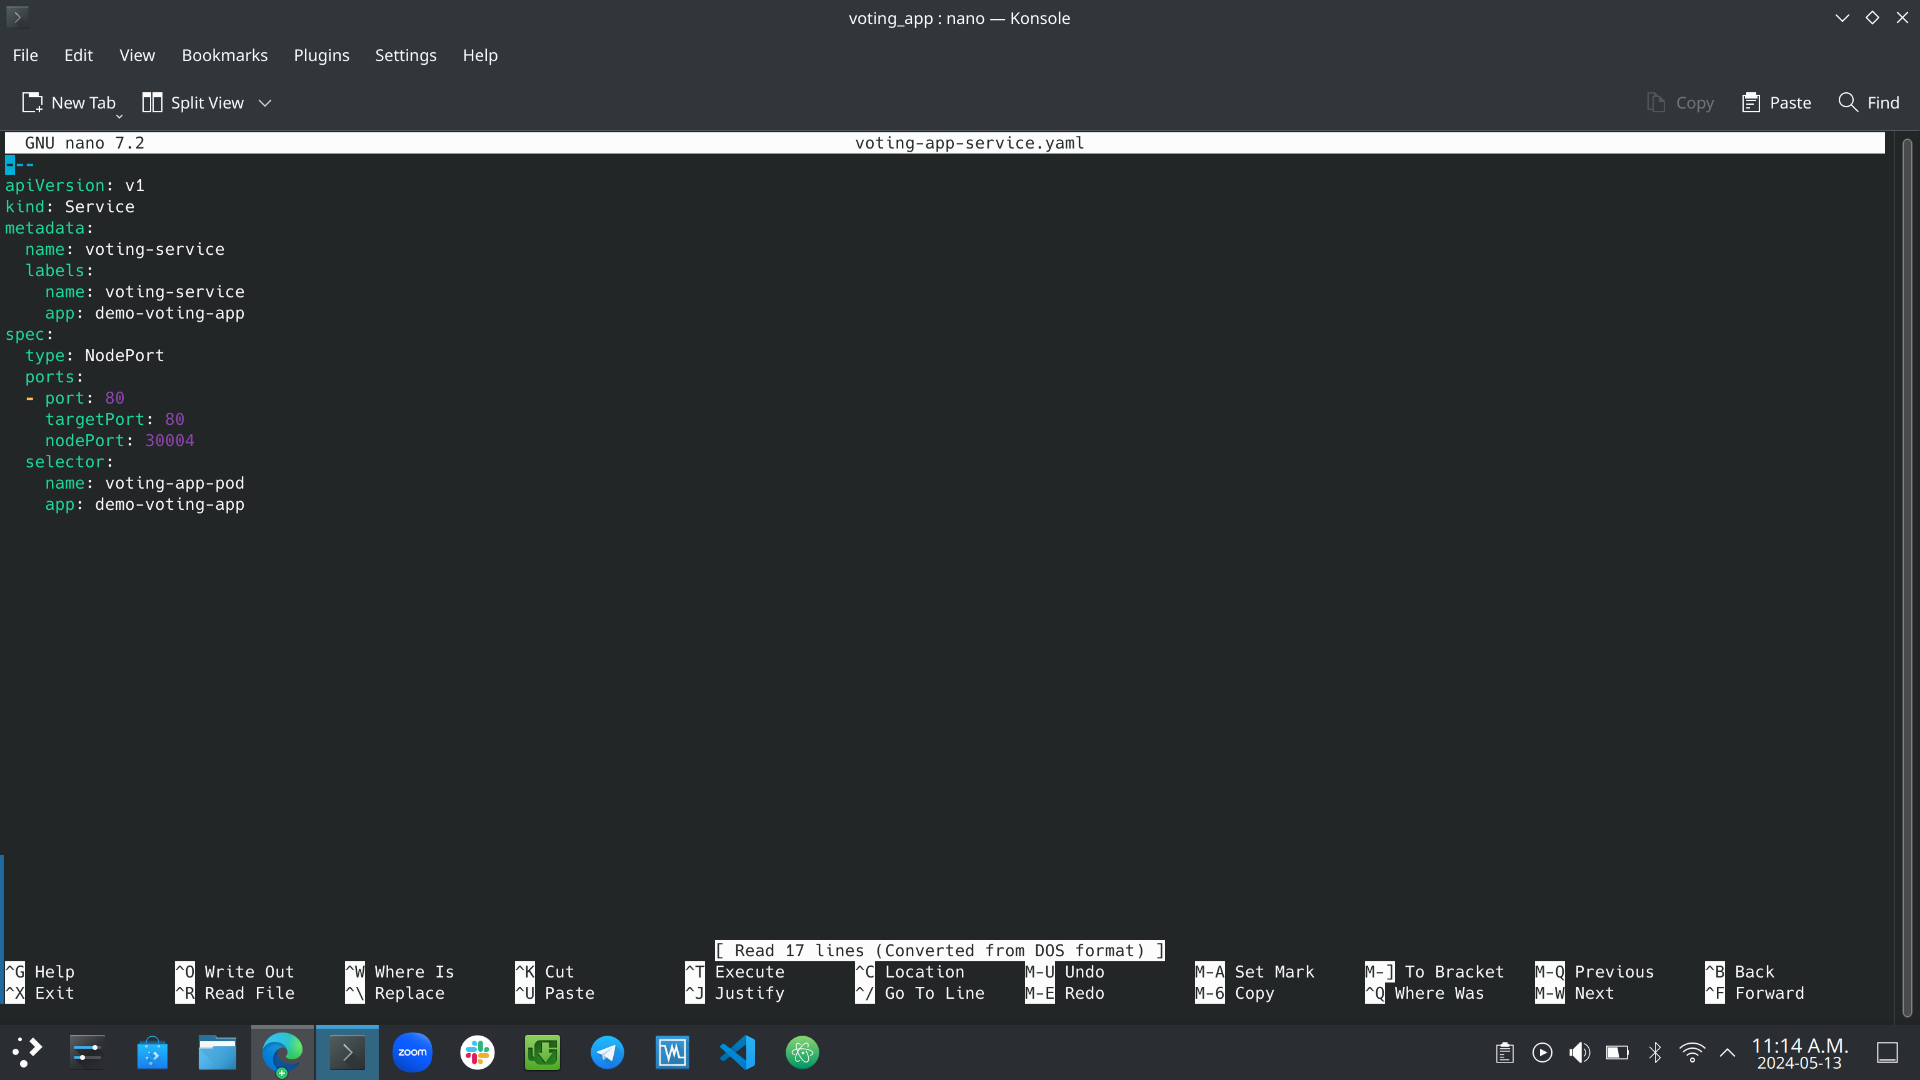 voting_app : nano — Konsole
File Edit View Bookmarks Plugins Settings Help
New Tab Split View Copy Paste Find
GNU nano 7.2 voting-app-service.yaml
---
apiVersion: v1
kind: Service
metadata:
  name: voting-service
  labels:
    name: voting-service
    app: demo-voting-app
spec:
  type: NodePort
  ports:
  - port: 80
    targetPort: 80
    nodePort: 30004
  selector:
    name: voting-app-pod
    app: demo-voting-app
[ Read 17 lines (Converted from DOS format) ]
^G Help ^O Write Out ^W Where Is ^K Cut ^T Execute ^C Location M-U Undo M-A Set Mark M-] To Bracket M-Q Previous ^B Back
^X Exit ^R Read File ^\ Replace ^U Paste ^J Justify ^/ Go To Line M-E Redo M-6 Copy ^Q Where Was M-W Next ^F Forward
zoom 11:14 A.M.
2024-05-13